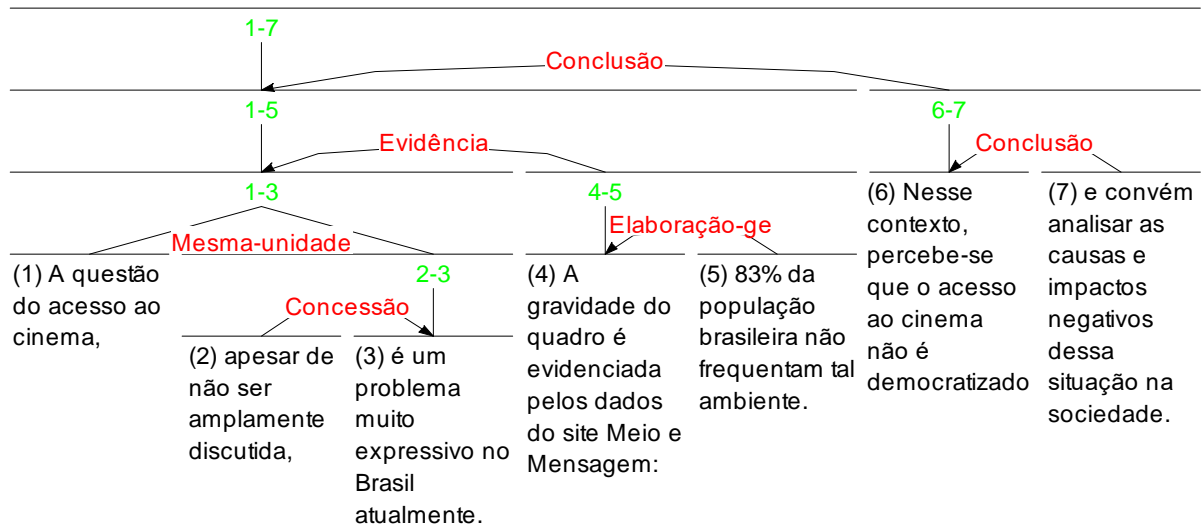 1-7
Conclusão
1-5
6-7
Evidência
Conclusão
1-3
4-5
Mesma-unidade
Elaboração-ge
(1) A questão
do acesso ao
cinema,
2-3
Concessão
(2) apesar de
não ser
amplamente
discutida,
(3) é um
problema
muito
expressivo no
Brasil
atualmente.
(4) A
gravidade do
quadro é
evidenciada
pelos dados
do site Meio e
Mensagem:
(5) 83% da
população
brasileira não
frequentam tal
ambiente.
(6) Nesse
contexto,
percebe-se
que o acesso
ao cinema
não é
democratizado
(7) e convém
analisar as
causas e
impactos
negativos
dessa
situação na
sociedade.